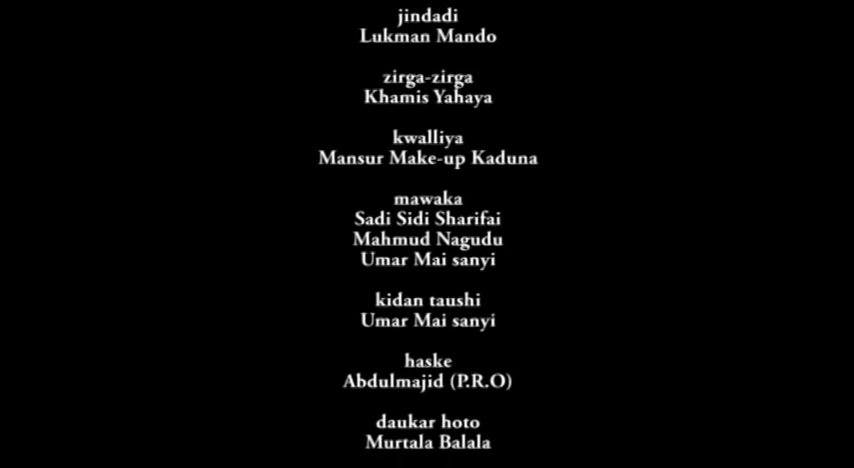 jindadi
Lukman Mando
zirga-zirga
Khamis Yahaya
kwalliya
Mansur Make-up Kaduna
mawaka
Sadi Sidi Sharifai
Mahmud Nagudu
Umar Mai sanyi
kidan taushi
Umar Mai sanyi
haske
Abdulmajid (P.R.O)
daukar hoto
Murtala Balala